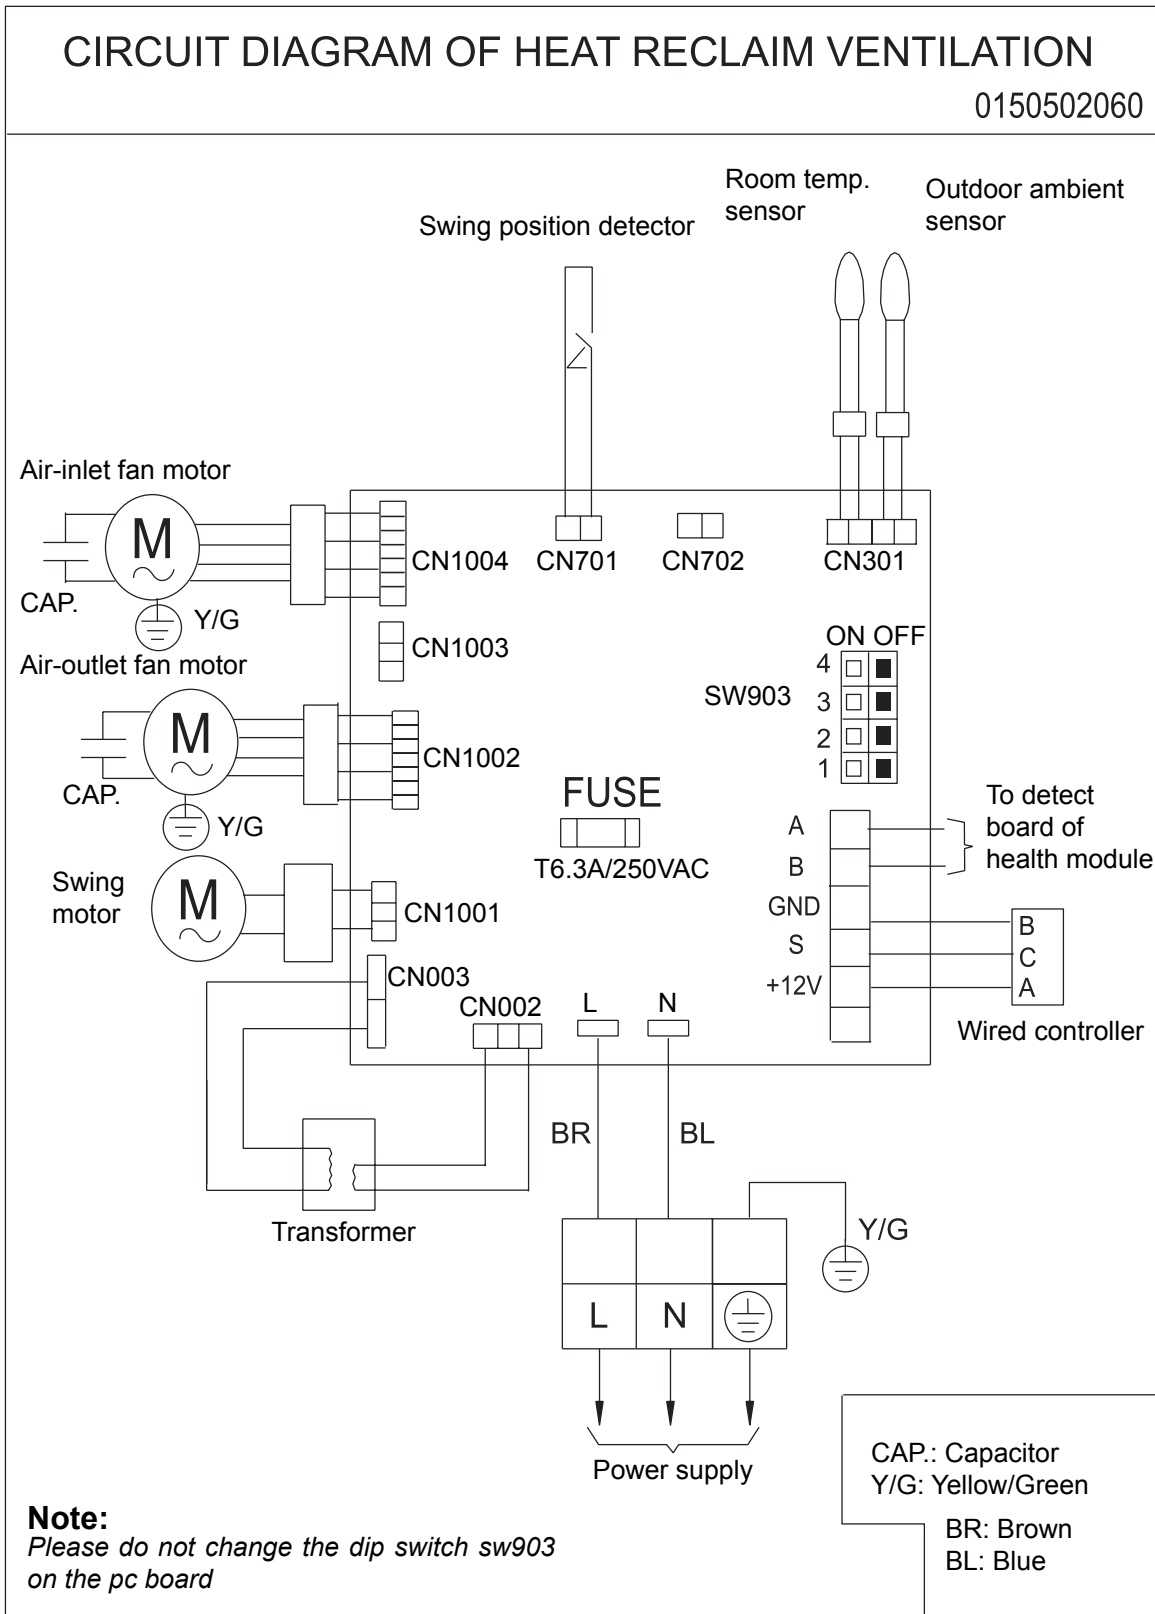 CIRCUIT DIAGRAM OF HEAT RECLAIM VENTILATION
0150502060
Room temp.
sensor
Outdoor ambient
sensor
Swing position detector
Air-inlet fan motor
M
CAP.
Y/G
CN1004
CN701
CN702
CN301
CN1003
Air-outlet fan motor
M
CAP.
Y/G
CN1002
ON OFF
SW903
4
3
2
1
FUSE
T6.3A/250VAC
A
B
GND
S
+12V
To detect
board of
health module
B
C
A
Wired controller
Swing
motor
M
CN1001
CN003
CN002
L
N
BR
BL
Transformer
Y/G
L
N
Power supply
CAP.: Capacitor
Y/G: Yellow/Green
BR: Brown
BL: Blue
Note:
Please do not change the dip switch sw903
on the pc board